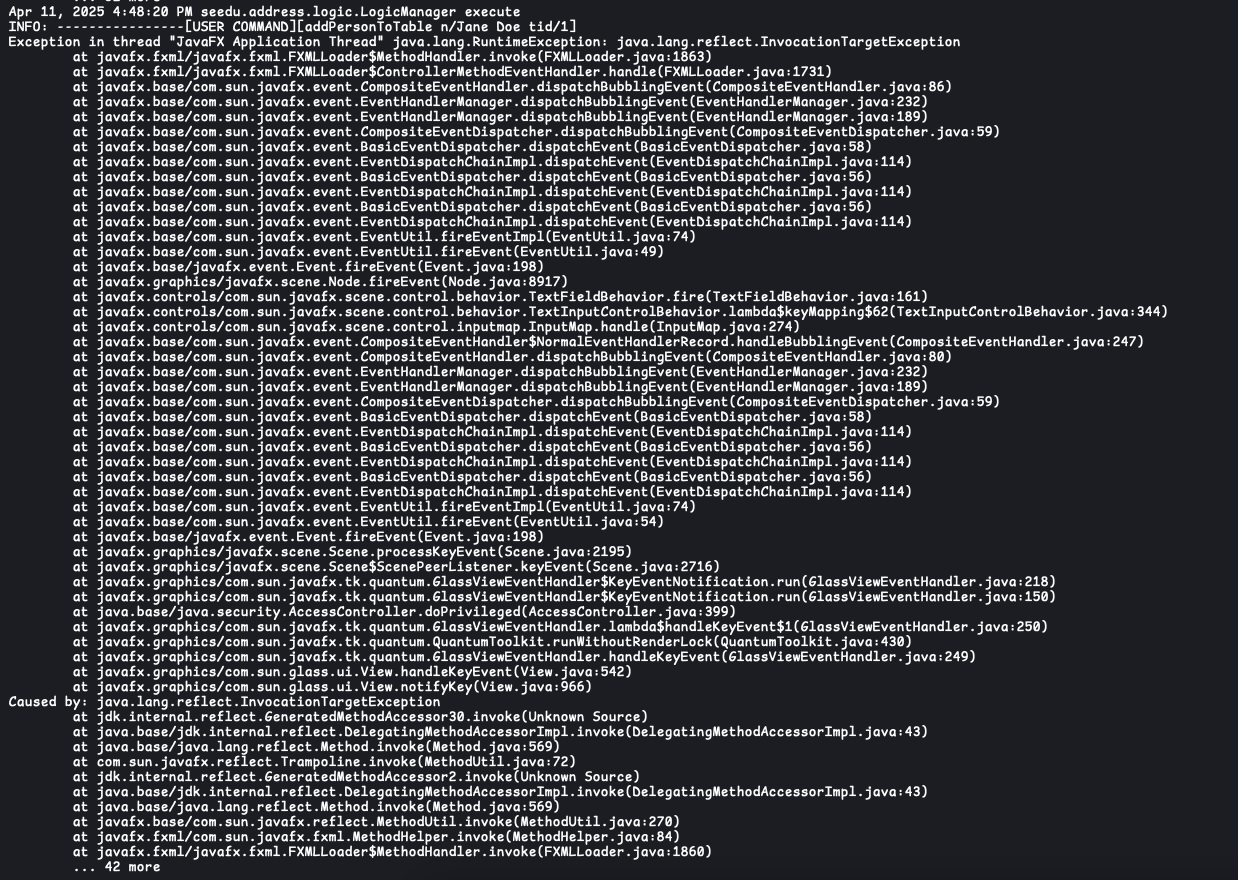 Apr 11, 2025 4:48:20 PM seedu.address.logic.LogicManager execute
INFO: ----------------[USER COMMAND][addPersonToTable n/Jane Doe tid/1]
Exception in thread "JavaFX Application Thread" java.lang.RuntimeException: java.lang.reflect.InvocationTargetException
at javafx.fxml/javafx.fxml.FXMLLoader$MethodHandler.invoke(FXMLLoader.java:1863)
at javafx.fxml/javafx.fxml.FXMLLoader$ControllerMethodEventHandler.handle(FXMLLoader.java:1731)
at javafx.base/com.sun.javafx.event.CompositeEventHandler.dispatchBubblingEvent(CompositeEventHandler.java:86)
at javafx.base/com.sun.javafx.event.EventHandlerManager.dispatchBubblingEvent(EventHandlerManager.java:232)
at javafx.base/com.sun.javafx.event.EventHandlerManager.dispatchBubblingEvent(EventHandlerManager.java:189)
at javafx.base/com.sun.javafx.event.CompositeEventDispatcher.dispatchBubblingEvent(CompositeEventDispatcher.java:59)
at javafx.base/com.sun.javafx.event.BasicEventDispatcher.dispatchEvent(BasicEventDispatcher.java:58)
at javafx.base/com.sun.javafx.event.EventDispatchChainImpl.dispatchEvent(EventDispatchChainImpl.java:114)
at javafx.base/com.sun.javafx.event.BasicEventDispatcher.dispatchEvent(BasicEventDispatcher.java:56)
at javafx.base/com.sun.javafx.event.EventDispatchChainImpl.dispatchEvent(EventDispatchChainImpl.java:114)
at javafx.base/com.sun.javafx.event.BasicEventDispatcher.dispatchEvent(BasicEventDispatcher.java:56)
at javafx.base/com.sun.javafx.event.EventDispatchChainImpl.dispatchEvent(EventDispatchChainImpl.java:114)
at javafx.base/com.sun.javafx.event.EventUtil.fireEventImpl(EventUtil.java:74)
at javafx.base/com.sun.javafx.event.EventUtil.fireEvent(EventUtil.java:49)
at javafx.base/javafx.event.Event.fireEvent(Event.java:198)
at javafx.graphics/javafx.scene.Node.fireEvent(Node.java:8917)
at javafx.controls/com.sun.javafx.scene.control.behavior.TextFieldBehavior.fire(TextFieldBehavior.java:161)
at javafx.controls/com.sun.javafx.scene.control.behavior.TextInputControlBehavior.lambda$keyMapping$62(TextInputControlBehavior.java:344)
at javafx.controls/com.sun.javafx.scene.control.inputmap.InputMap.handle(InputMap.java:274)
at javafx.base/com.sun.javafx.event.CompositeEventHandler$NormalEventHandlerRecord.handleBubblingEvent(CompositeEventHandler.java:247)
at javafx.base/com.sun.javafx.event.CompositeEventHandler.dispatchBubblingEvent(CompositeEventHandler.java:80)
at javafx.base/com.sun.javafx.event.EventHandlerManager.dispatchBubblingEvent(EventHandlerManager.java:232)
at javafx.base/com.sun.javafx.event.EventHandlerManager.dispatchBubblingEvent(EventHandlerManager.java:189)
at javafx.base/com.sun.javafx.event.CompositeEventDispatcher.dispatchBubblingEvent(CompositeEventDispatcher.java:59)
at javafx.base/com.sun.javafx.event.BasicEventDispatcher.dispatchEvent(BasicEventDispatcher.java:58)
at javafx.base/com.sun.javafx.event.EventDispatchChainImpl.dispatchEvent(EventDispatchChainImpl.java:114)
at javafx.base/com.sun.javafx.event.BasicEventDispatcher.dispatchEvent(BasicEventDispatcher.java:56)
at javafx.base/com.sun.javafx.event.EventDispatchChainImpl.dispatchEvent(EventDispatchChainImpl.java:114)
at javafx.base/com.sun.javafx.event.BasicEventDispatcher.dispatchEvent(BasicEventDispatcher.java:56)
at javafx.base/com.sun.javafx.event.EventDispatchChainImpl.dispatchEvent(EventDispatchChainImpl.java:114)
at javafx.base/com.sun.javafx.event.EventUtil.fireEventImpl(EventUtil.java:74)
at javafx.base/com.sun.javafx.event.EventUtil.fireEvent(EventUtil.java:54)
at javafx.base/javafx.event.Event.fireEvent(Event.java:198)
at javafx.graphics/javafx.scene.Scene.processKeyEvent(Scene.java:2195)
at javafx.graphics/javafx.scene.Scene$ScenePeerListener.keyEvent(Scene.java:2716)
at javafx.graphics/com.sun.javafx.tk.quantum.GlassViewEventHandler$KeyEventNotification.run(GlassViewEventHandler.java:218)
at javafx.graphics/com.sun.javafx.tk.quantum.GlassViewEventHandler$KeyEventNotification.run(GlassViewEventHandler.java:150)
at java.base/java.security.AccessController.doPrivileged(AccessController.java:399)
at javafx.graphics/com.sun.javafx.tk.quantum.GlassViewEventHandler.lambda$handleKeyEvent$1(GlassViewEventHandler.java:250)
at javafx.graphics/com.sun.javafx.tk.quantum.QuantumToolkit.runWithoutRenderLock(QuantumToolkit.java:430)
at javafx.graphics/com.sun.javafx.tk.quantum.GlassViewEventHandler.handleKeyEvent(GlassViewEventHandler.java:249)
at javafx.graphics/com.sun.glass.ui.View.handleKeyEvent(View.java:542)
at javafx.graphics/com.sun.glass.ui.View.notifyKey(View.java:966)
Caused by: java.lang.reflect.InvocationTargetException
at jdk.internal.reflect.GeneratedMethodAccessor30.invoke(Unknown Source)
at java.base/jdk.internal.reflect.DelegatingMethodAccessorImpl.invoke(DelegatingMethodAccessorImpl.java:43)
at java.base/java.lang.reflect.Method.invoke(Method.java:569)
at com.sun.javafx.reflect.Trampoline.invoke(MethodUtil.java:72)
at jdk.internal.reflect.GeneratedMethodAccessor2.invoke(Unknown Source)
at java.base/jdk.internal.reflect.DelegatingMethodAccessorImpl.invoke(DelegatingMethodAccessorImpl.java:43)
at java.base/java.lang.reflect.Method.invoke(Method.java:569)
at javafx.base/com.sun.javafx.reflect.MethodUtil.invoke(MethodUtil.java:270)
at javafx.fxml/com.sun.javafx.fxml.MethodHelper.invoke(MethodHelper.java:84)
at javafx.fxml/javafx.fxml.FXMLLoader$MethodHandler.invoke(FXMLLoader.java:1860)
... 42 more